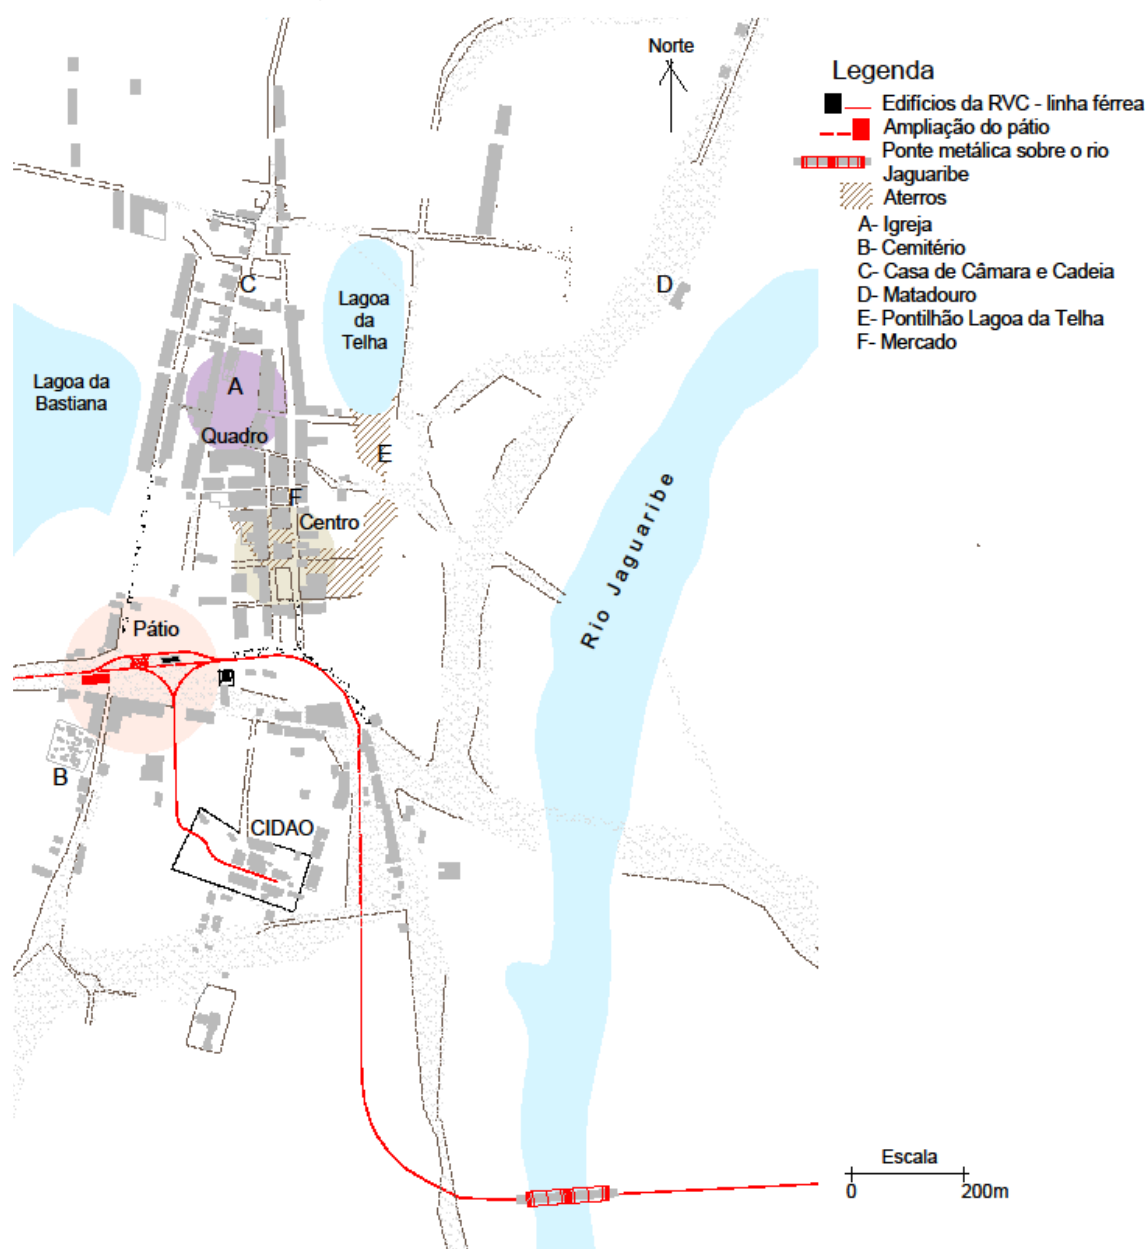 Norte
Legenda
Edifícios da RVC - linha férrea
Ampliação do pátio
Ponte metálica sobre o rio
Jaguaribe
Aterros
A- Igreja
B- Cemitério
C- Casa de Câmara e Cadeia
D- Matadouro
E- Pontilhão Lagoa da Telha
F- Mercado
C
D
Lagoa
da
Telha
Lagoa da
Bastiana
A
Quadro
E
F
Centro
Rio Jaguaribe
Pátio
B
CIDAO
Escala
0 200m